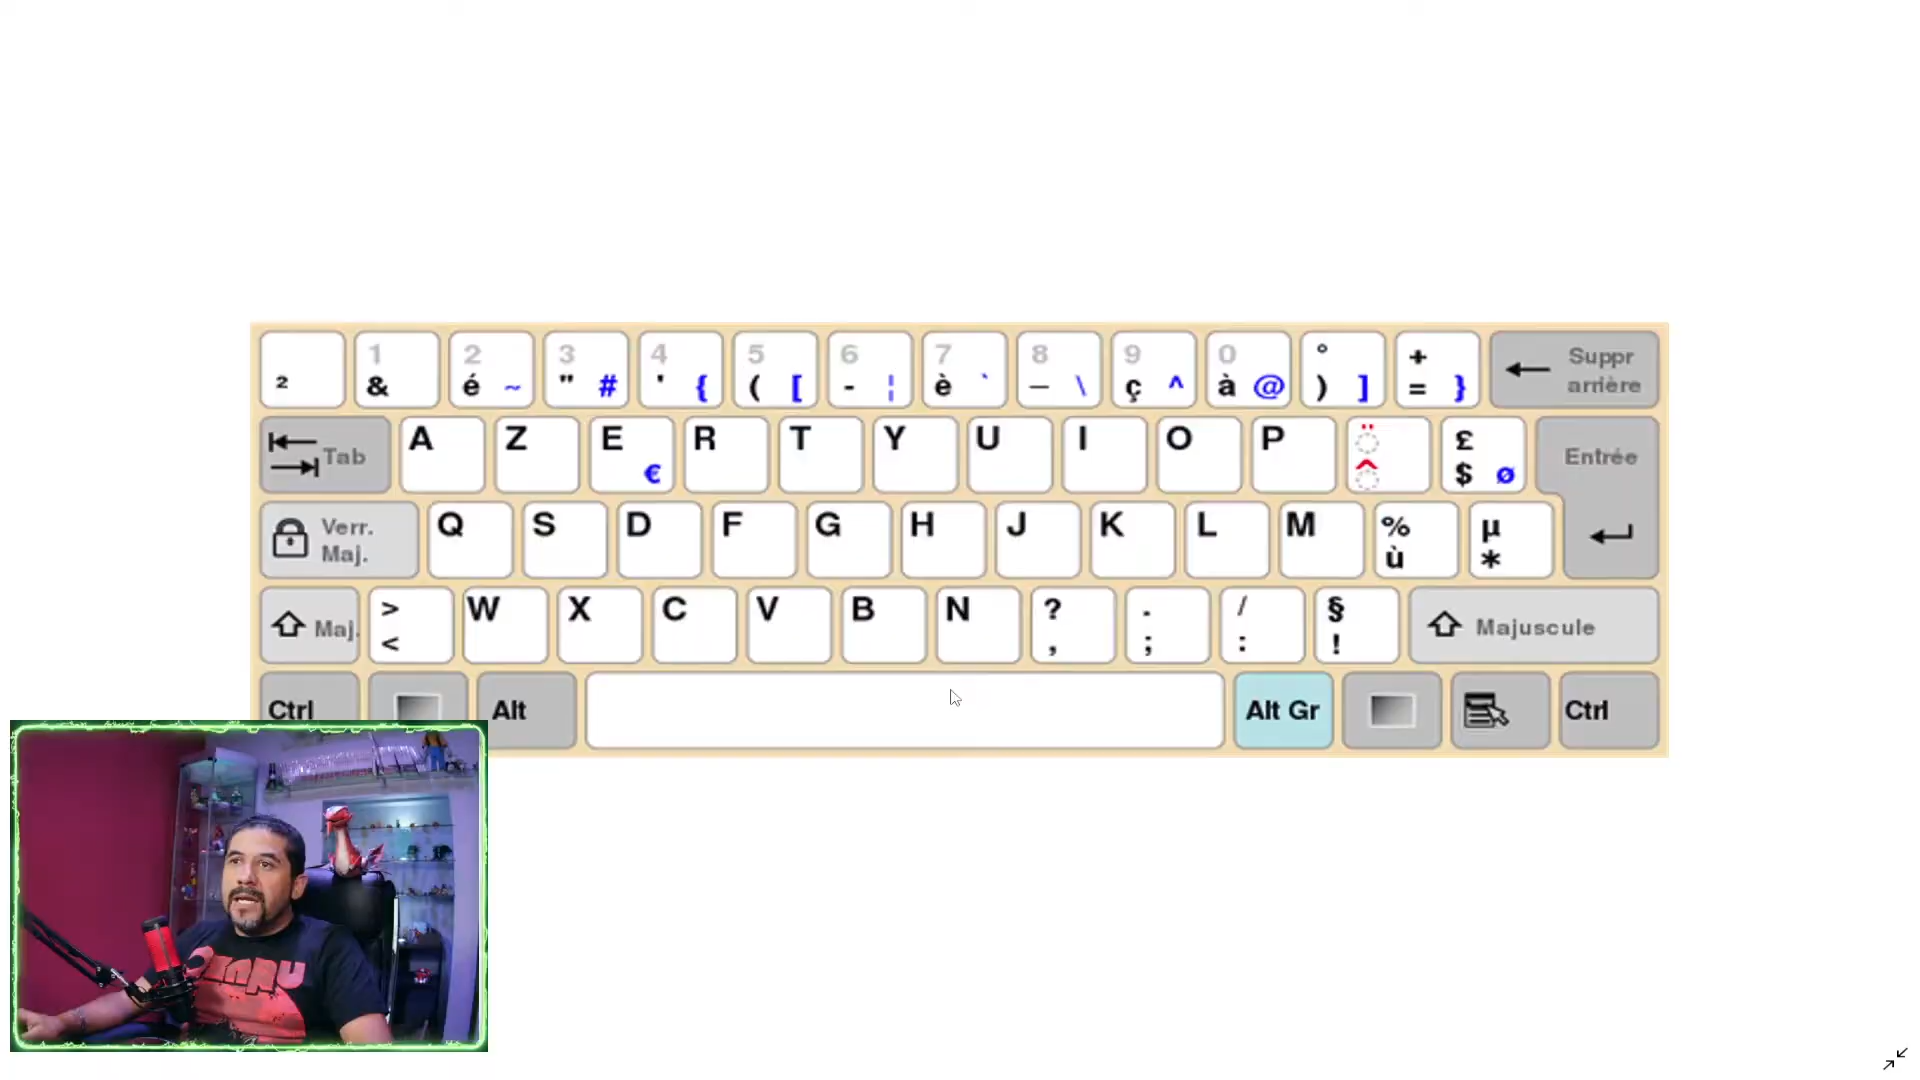 1 2 3 4 5 6 7 8 9 0 ° +
² & é ~ " # ' { ( [ - ¦ è ` _ \ ç ^ à @ ) ] = }
Suppr
arrière
Tab A Z E € R T Y U I O P ¨ ^ £ $ ø Entrée
Verr.
Maj.
Q S D F G H J K L M % ù µ *
Maj. > < W X C V B N ? , . ; / : § ! Majuscule
Ctrl Alt Alt Gr Ctrl